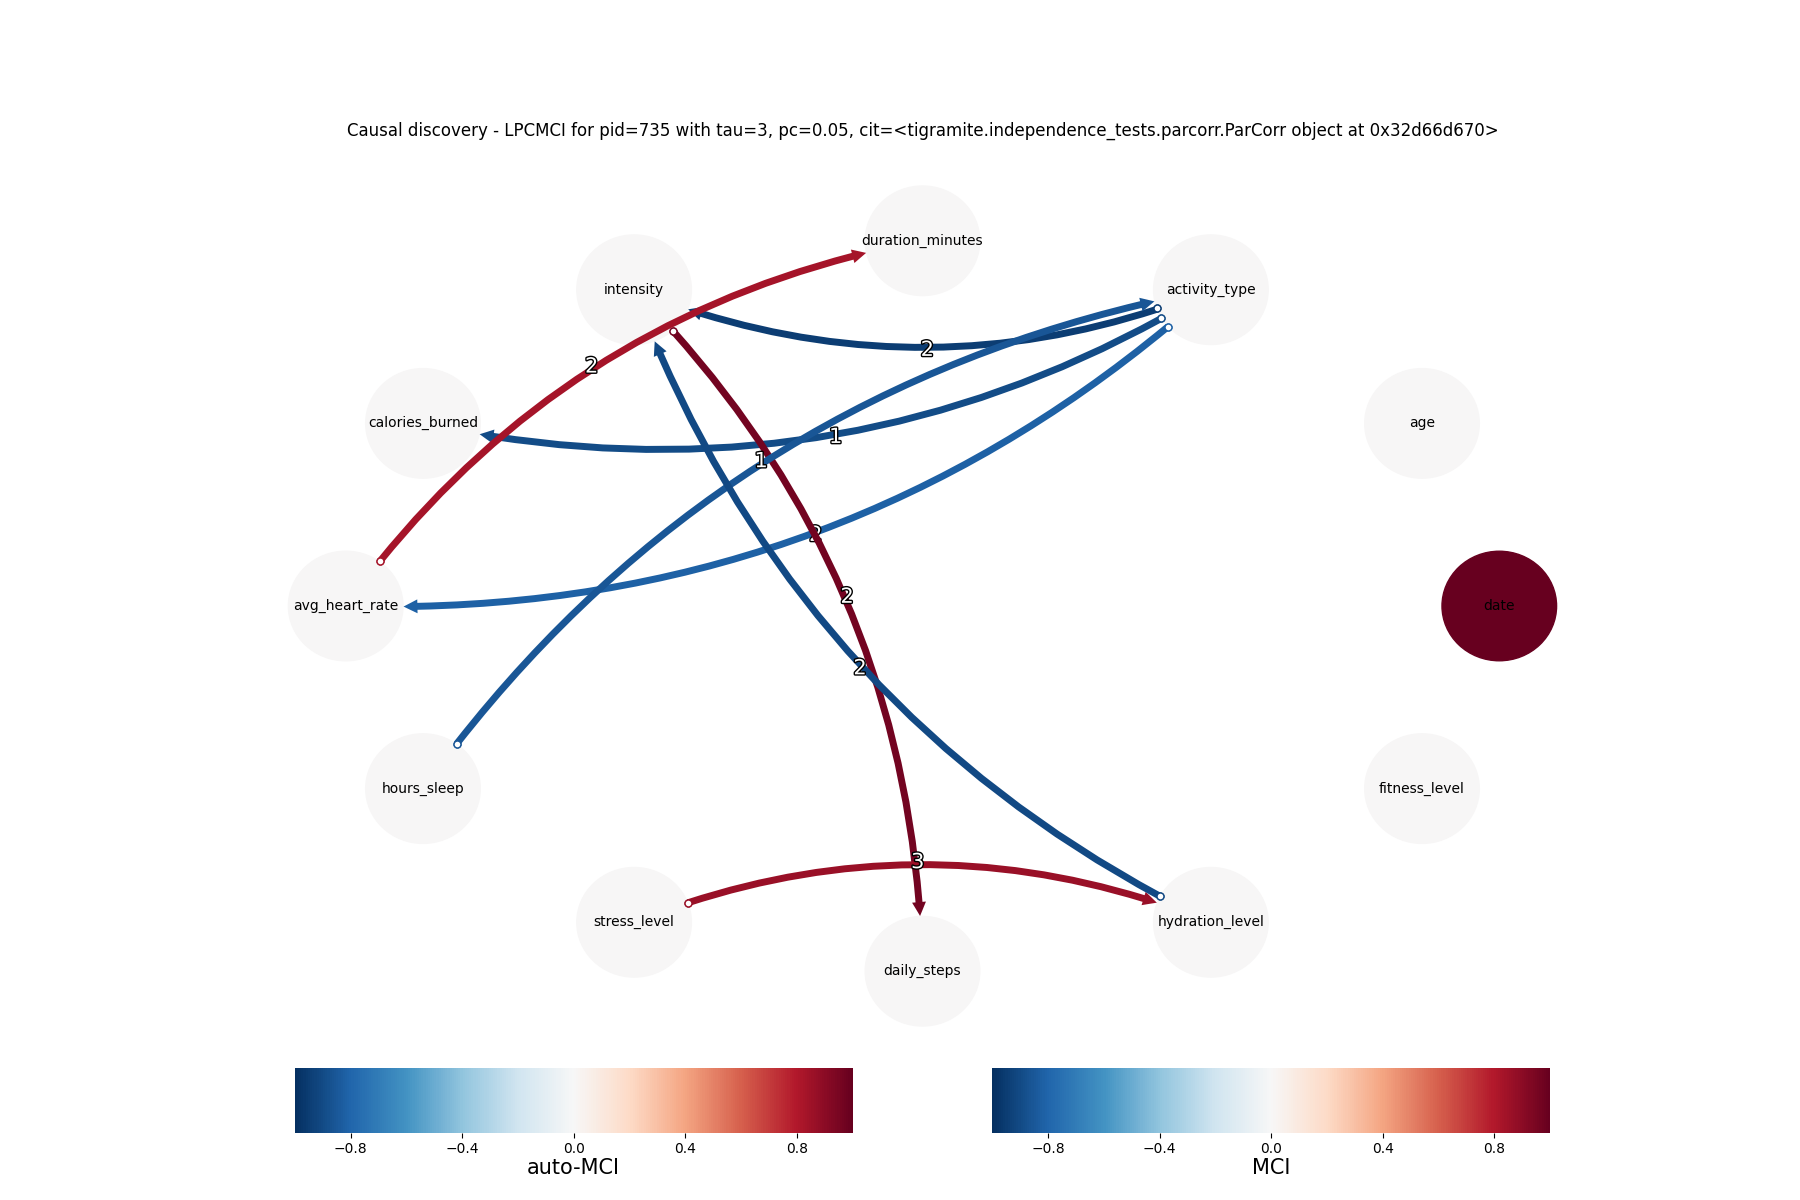 Causal discovery - LPCMCI for pid=735 with tau=3, pc=0.05, cit=<tigramite.independence_tests.parcorr.ParCorr object at 0x32d66d670>
duration_minutes
intensity
activity_type
2
2
calories_burned
age
1
1
2
avg_heart_rate
date
2
hours_sleep
fitness_level
3
stress_level
hydration_level
daily_steps
−0.8 −0.4 0.0 0.4 0.8
auto-MCI
−0.8 −0.4 0.0 0.4 0.8
MCI